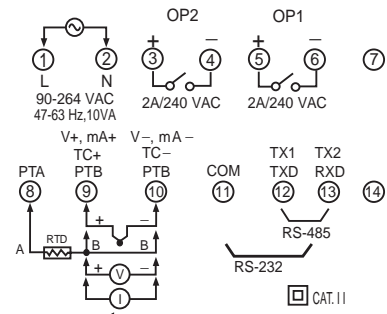 OP2 OP1
+ − + −
1 2 3 4 5 6 7
L N
90-264 VAC 2A/240 VAC 2A/240 VAC
47-63 Hz,10VA
V+, mA+ V−, mA −
TC+ TC− TX1 TX2
PTA PTB PTB COM TXD RXD
8 9 10 11 12 13 14
+ −
RTD RS-485
A B B
+ V − RS-232
I CAT. II